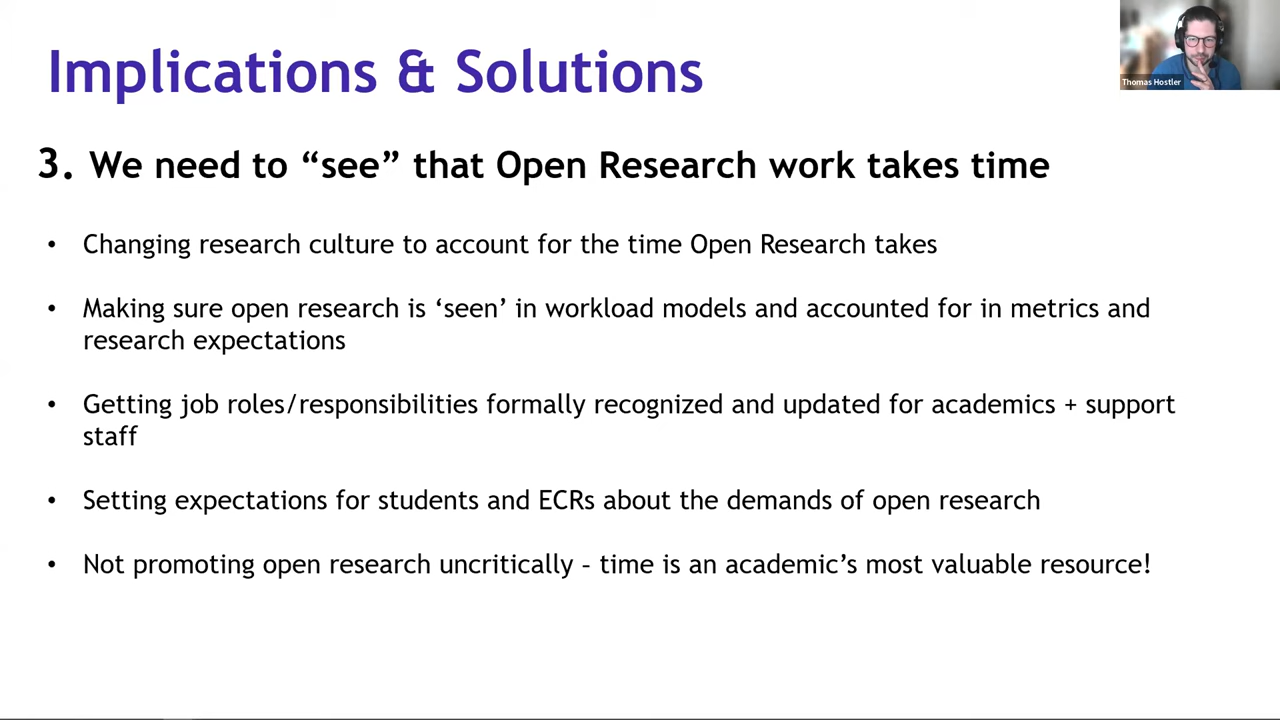 Implications & Solutions
Thomas Hostler
3. We need to “see” that Open Research work takes time
• Changing research culture to account for the time Open Research takes
• Making sure open research is ‘seen’ in workload models and accounted for in metrics and
research expectations
• Getting job roles/responsibilities formally recognized and updated for academics + support
staff
• Setting expectations for students and ECRs about the demands of open research
• Not promoting open research uncritically – time is an academic’s most valuable resource!